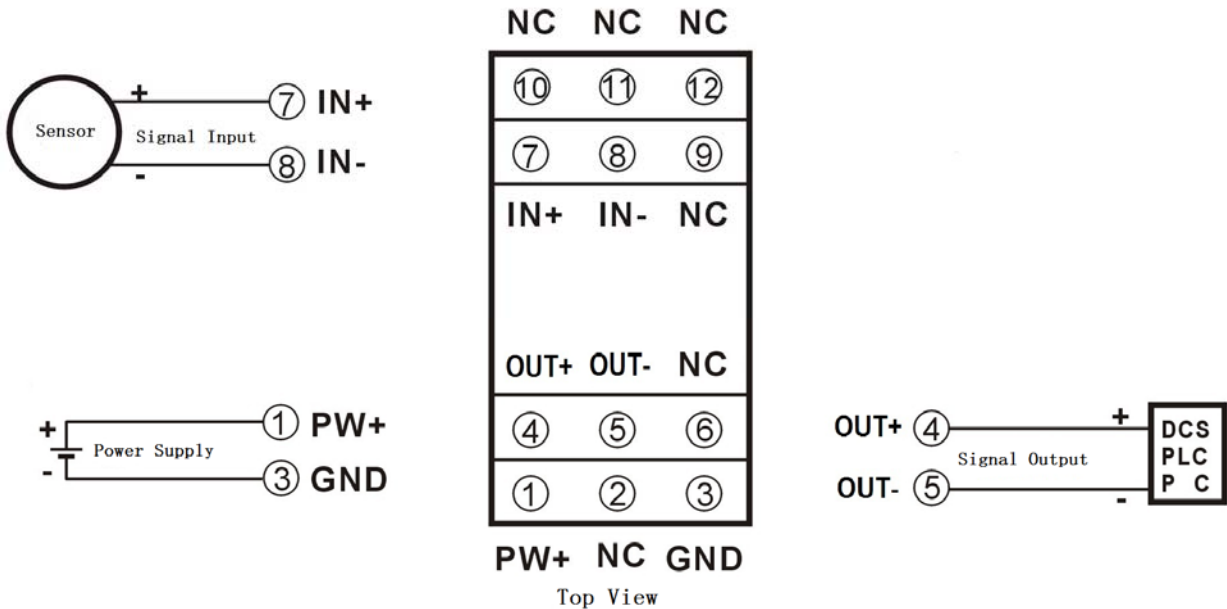 NC NC NC
⑩ ⑪ ⑫
+ ⑦ IN+
Sensor Signal Input
- ⑧ IN-
⑦ ⑧ ⑨
IN+ IN- NC
OUT+ OUT- NC
④ ⑤ ⑥
① ② ③
PW+ NC GND
Top View
+ ① PW+
Power Supply
- ③ GND
OUT+ ④ +
Signal Output
OUT- ⑤ -
DCS
PLC
P C